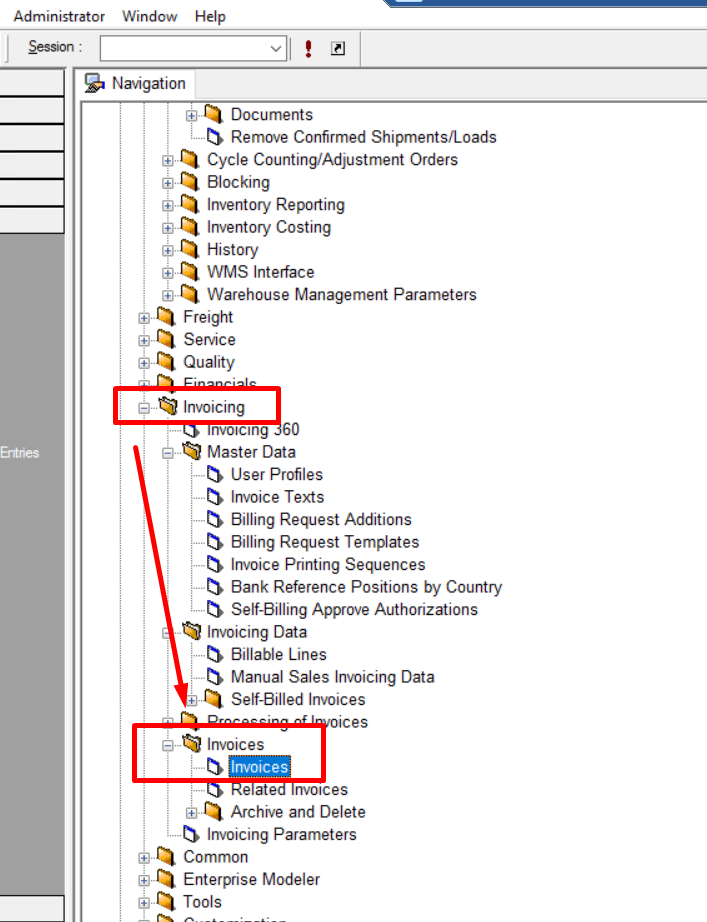 Administrator Window Help
Session :
Navigation
Documents
Remove Confirmed Shipments/Loads
Cycle Counting/Adjustment Orders
Blocking
Inventory Reporting
Inventory Costing
History
WMS Interface
Warehouse Management Parameters
Freight
Service
Quality
Financials
Invoicing
Invoicing 360
Entries
Master Data
User Profiles
Invoice Texts
Billing Request Additions
Billing Request Templates
Invoice Printing Sequences
Bank Reference Positions by Country
Self-Billing Approve Authorizations
Invoicing Data
Billable Lines
Manual Sales Invoicing Data
Self-Billed Invoices
Processing of Invoices
Invoices
Invoices
Related Invoices
Archive and Delete
Invoicing Parameters
Common
Enterprise Modeler
Tools
Customization